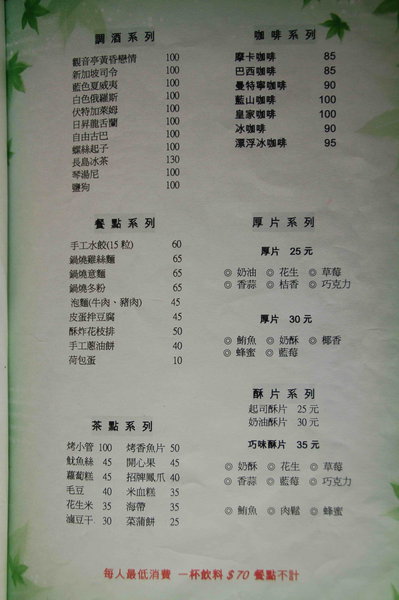 調酒系列
觀音亭黃昏戀情 100
新加坡司令 100
藍色夏威夷 100
白色俄羅斯 100
伏特加萊姆 100
日昇龍舌蘭 100
自由古巴 100
螺絲起子 100
長島冰茶 130
琴湯尼 100
鹽狗 100
咖啡系列
摩卡咖啡 85
巴西咖啡 85
曼特寧咖啡 90
藍山咖啡 100
皇家咖啡 100
冰咖啡 90
漂浮冰咖啡 95
餐點系列
手工水餃(15粒) 60
鍋燒雞絲麵 65
鍋燒意麵 65
鍋燒冬粉 65
泡麵(牛肉、豬肉) 45
皮蛋拌豆腐 45
酥炸花枝排 50
手工蔥油餅 40
荷包蛋 10
厚片系列
厚片 25元
◎ 奶油 ◎ 花生 ◎ 草莓
◎ 香蒜 ◎ 桔香 ◎ 巧克力
厚片 30元
◎ 鮪魚 ◎ 奶酥 ◎ 椰香
◎ 蜂蜜 ◎ 藍莓
茶點系列
烤小管 100 烤香魚片 50
魷魚絲 45 開心果 45
蘿蔔糕 45 招牌鳳爪 40
毛豆 40 米血糕 35
花生米 35 海帶 35
滷豆干 30 菜蒲餅 25
酥片系列
起司酥片 25元
奶油酥片 30元
巧味酥片 35元
◎ 奶酥 ◎ 花生 ◎ 草莓
◎ 香蒜 ◎ 藍莓 ◎ 巧克力
◎ 鮪魚 ◎ 肉鬆 ◎ 蜂蜜
每人最低消費 一杯飲料$70 餐點不計